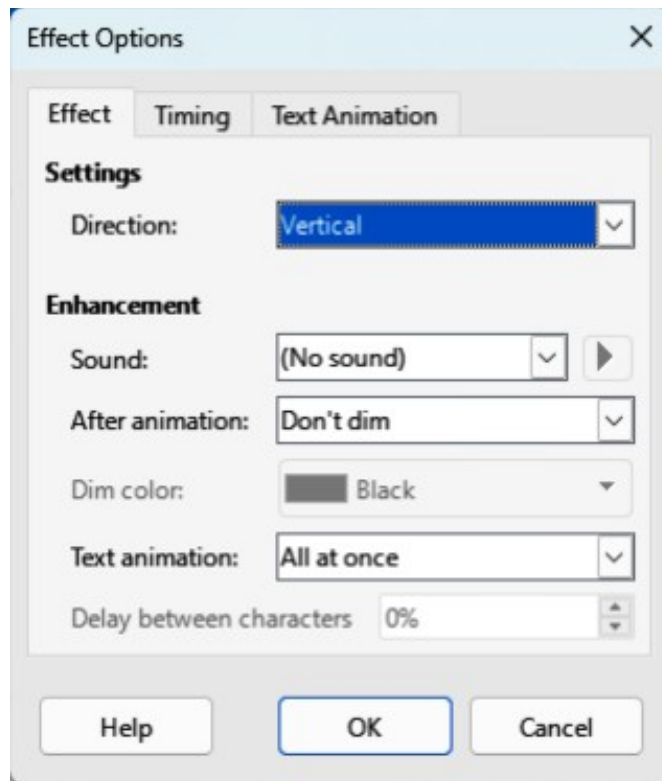 Effect Options
Effect Timing Text Animation
Settings
Direction: Vertical
Enhancement
Sound: (No sound)
After animation: Don't dim
Dim color: Black
Text animation: All at once
Delay between characters 0%
Help OK Cancel